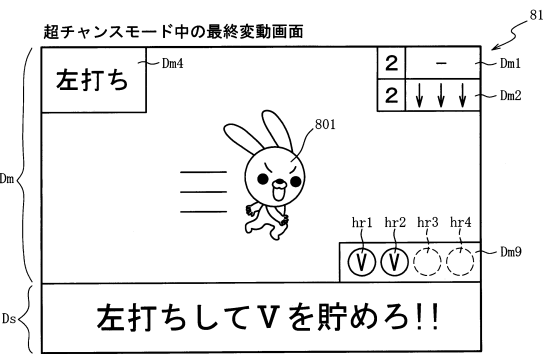 超チャンスモード中の最終変動画面
81
左打ち
Dm4
2 − Dm1
2 ↓ ↓ ↓ Dm2
801
Dm
hr1 hr2 hr3 hr4
V V Dm9
Ds
左打ちしてVを貯めろ!!